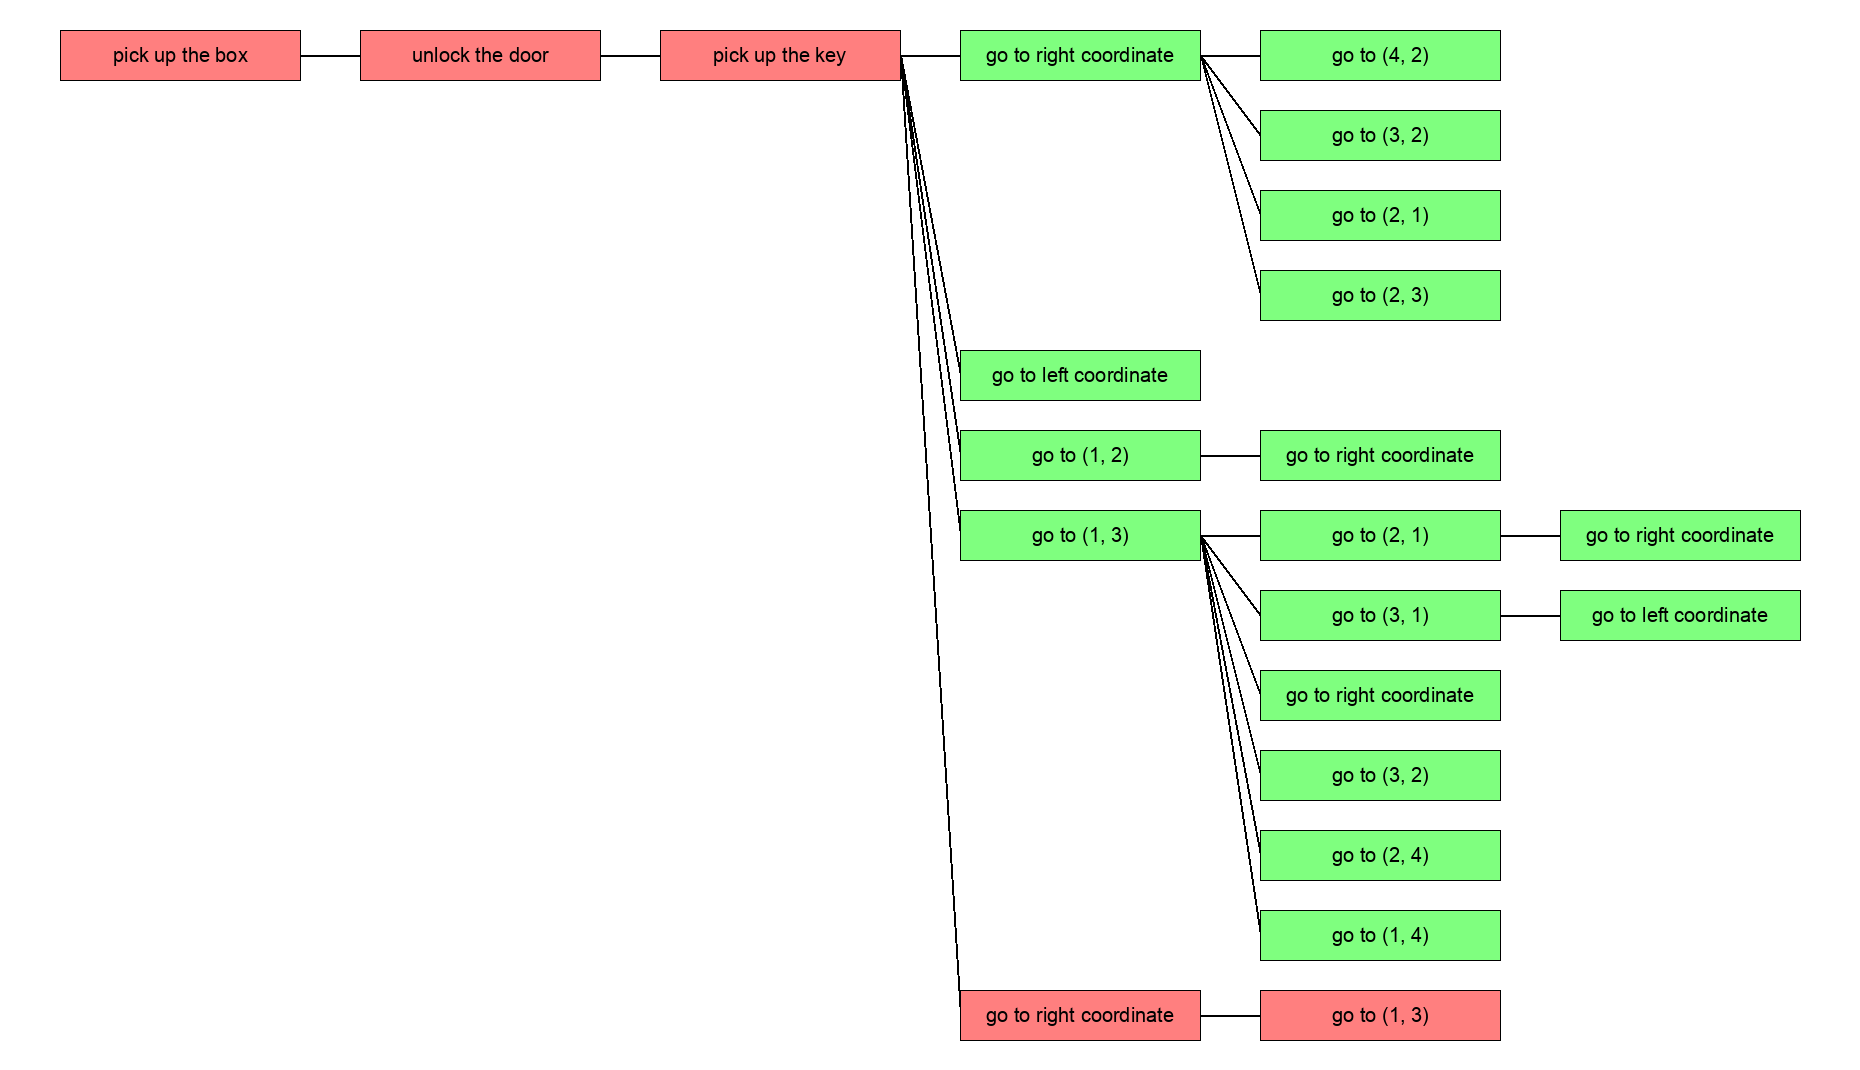 pick up the box
unlock the door
pick up the key
go to right coordinate
go to (4, 2)
go to (3, 2)
go to (2, 1)
go to (2, 3)
go to left coordinate
go to (1, 2)
go to right coordinate
go to (1, 3)
go to (2, 1)
go to right coordinate
go to (3, 1)
go to left coordinate
go to right coordinate
go to (3, 2)
go to (2, 4)
go to (1, 4)
go to right coordinate
go to (1, 3)